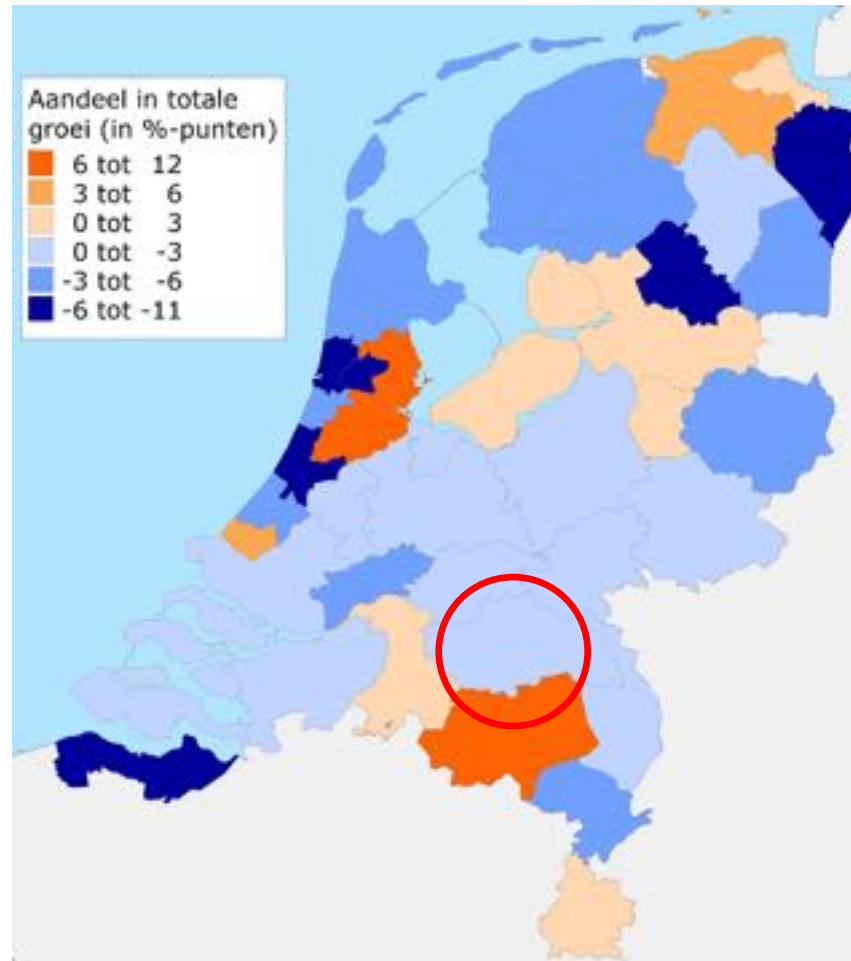 Aandeel in totale
groei (in %-punten)
6 tot 12
3 tot 6
0 tot 3
0 tot -3
-3 tot -6
-6 tot -11